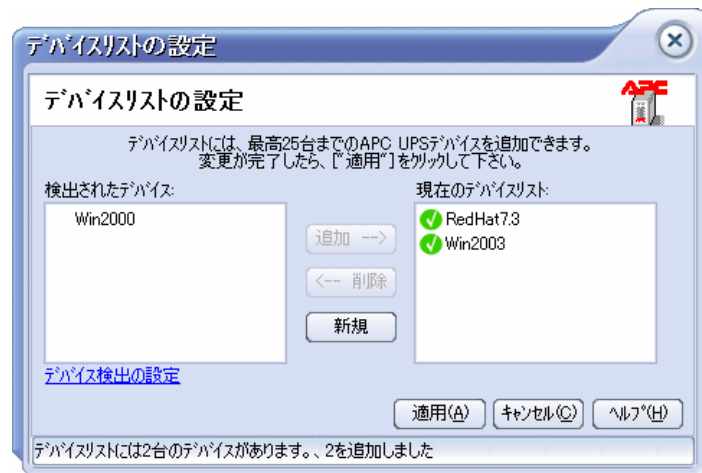 デバイスリストの設定
デバイスリストの設定
APC
デバイスリストには、最高25台までのAPC UPSデバイスを追加できます。
変更が完了したら、["適用"]をクリックして下さい。
検出されたデバイス:
現在のデバイスリスト:
Win2000
RedHat7.3
Win2003
追加 -->
<-- 削除
新規
デバイス検出の設定
適用(A) キャンセル(C) ヘルプ(H)
デバイスリストには2台のデバイスがあります。、2を追加しました